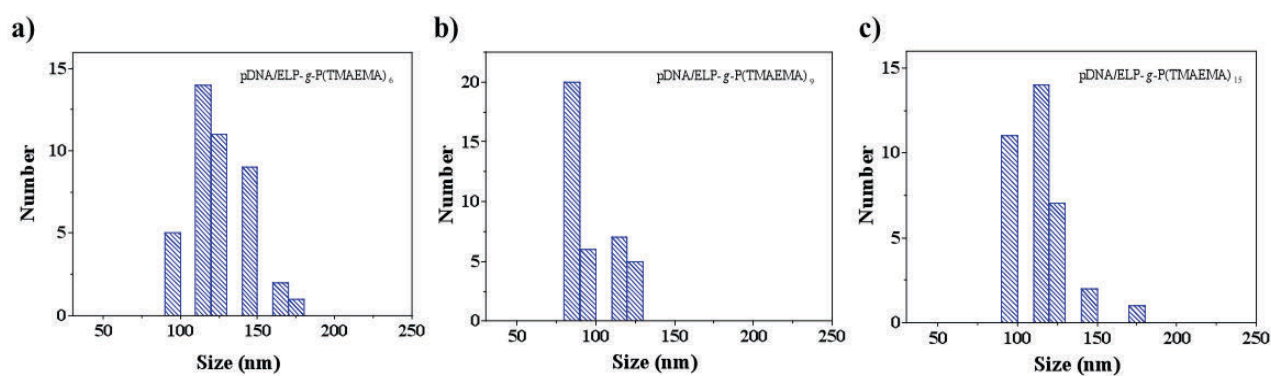 a)
pDNA/ELP-g-P(TMAEMA)6
15
10
5
0
Number
50 100 150 200 250
Size (nm)
b)
pDNA/ELP-g-P(TMAEMA)9
20
15
10
5
0
Number
50 100 150 200 250
Size (nm)
c)
pDNA/ELP-g-P(TMAEMA)15
15
10
5
0
Number
50 100 150 200 250
Size (nm)